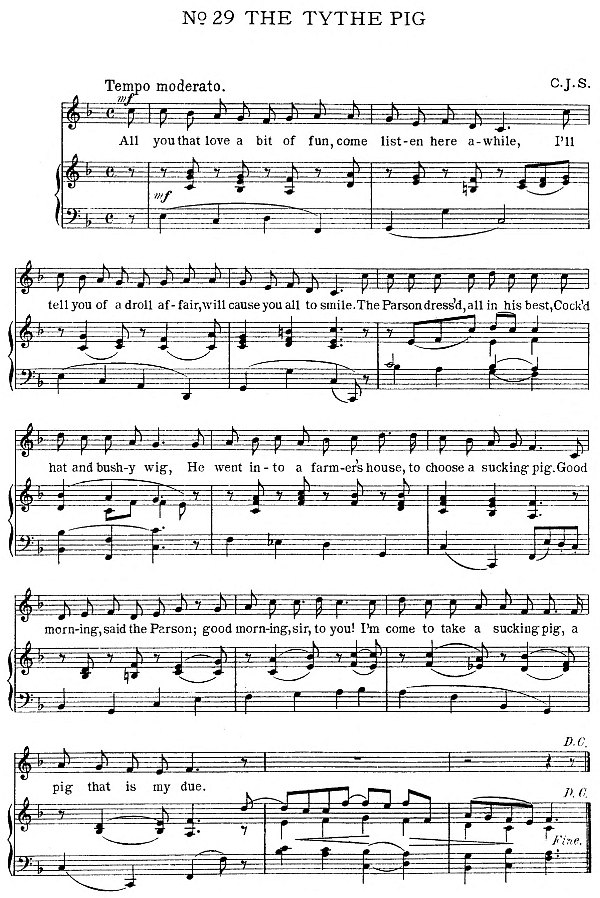 No 29 THE TYTHE PIG
Tempo moderato. C.J.S.
mf
All you that love a bit of fun, come list-en here a-while, I'll
mf
tell you of a droll af-fair, will cause you all to smile. The Parson dress'd, all in his best, Cock'd
hat and bush-y wig, He went in-to a farm-er's house, to choose a sucking pig. Good
morn-ing, said the Parson; good morn-ing, sir, to you! I'm come to take a sucking pig, a
D.C.
pig that is my due.
D.C.
Fine.